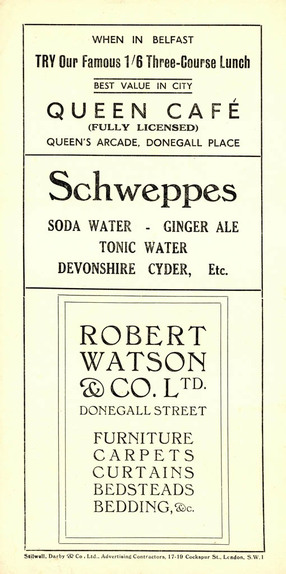 WHEN IN BELFAST
TRY Our Famous 1/6 Three-Course Lunch
BEST VALUE IN CITY
QUEEN CAFÉ
(FULLY LICENSED)
QUEEN'S ARCADE, DONEGALL PLACE
Schweppes
SODA WATER - GINGER ALE
TONIC WATER
DEVONSHIRE CYDER, Etc.
ROBERT
WATSON
& CO. LTD.
DONEGALL STREET
FURNITURE
CARPETS
CURTAINS
BEDSTEADS
BEDDING, &c.
Stilwell, Darby & Co., Ltd., Advertising Contractors, 17-19 Cockspur St., London, S.W.1